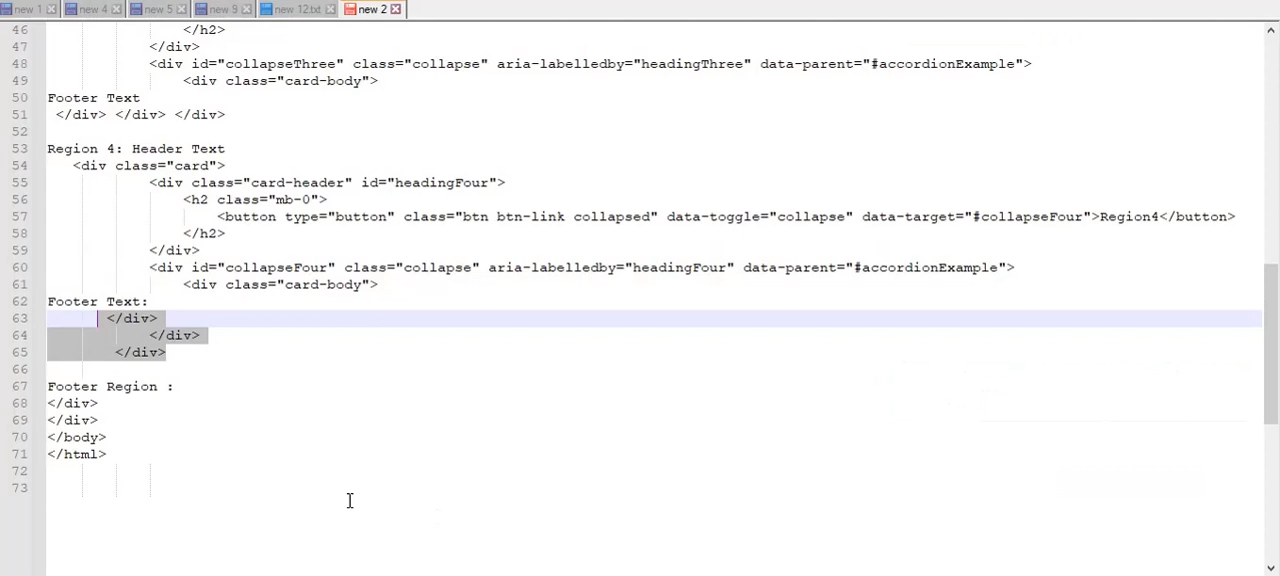 new 1 new 4 new 5 new 9 new 12.txt new 2
46 </h2>
47 </div>
48 <div id="collapseThree" class="collapse" aria-labelledby="headingThree" data-parent="#accordionExample">
49 <div class="card-body">
50 Footer Text
51 </div> </div> </div>
52
53 Region 4: Header Text
54 <div class="card">
55 <div class="card-header" id="headingFour">
56 <h2 class="mb-0">
57 <button type="button" class="btn btn-link collapsed" data-toggle="collapse" data-target="#collapseFour">Region4</button>
58 </h2>
59 </div>
60 <div id="collapseFour" class="collapse" aria-labelledby="headingFour" data-parent="#accordionExample">
61 <div class="card-body">
62 Footer Text:
63 </div>
64 </div>
65 </div>
66
67 Footer Region :
68 </div>
69 </div>
70 </body>
71 </html>
72
73